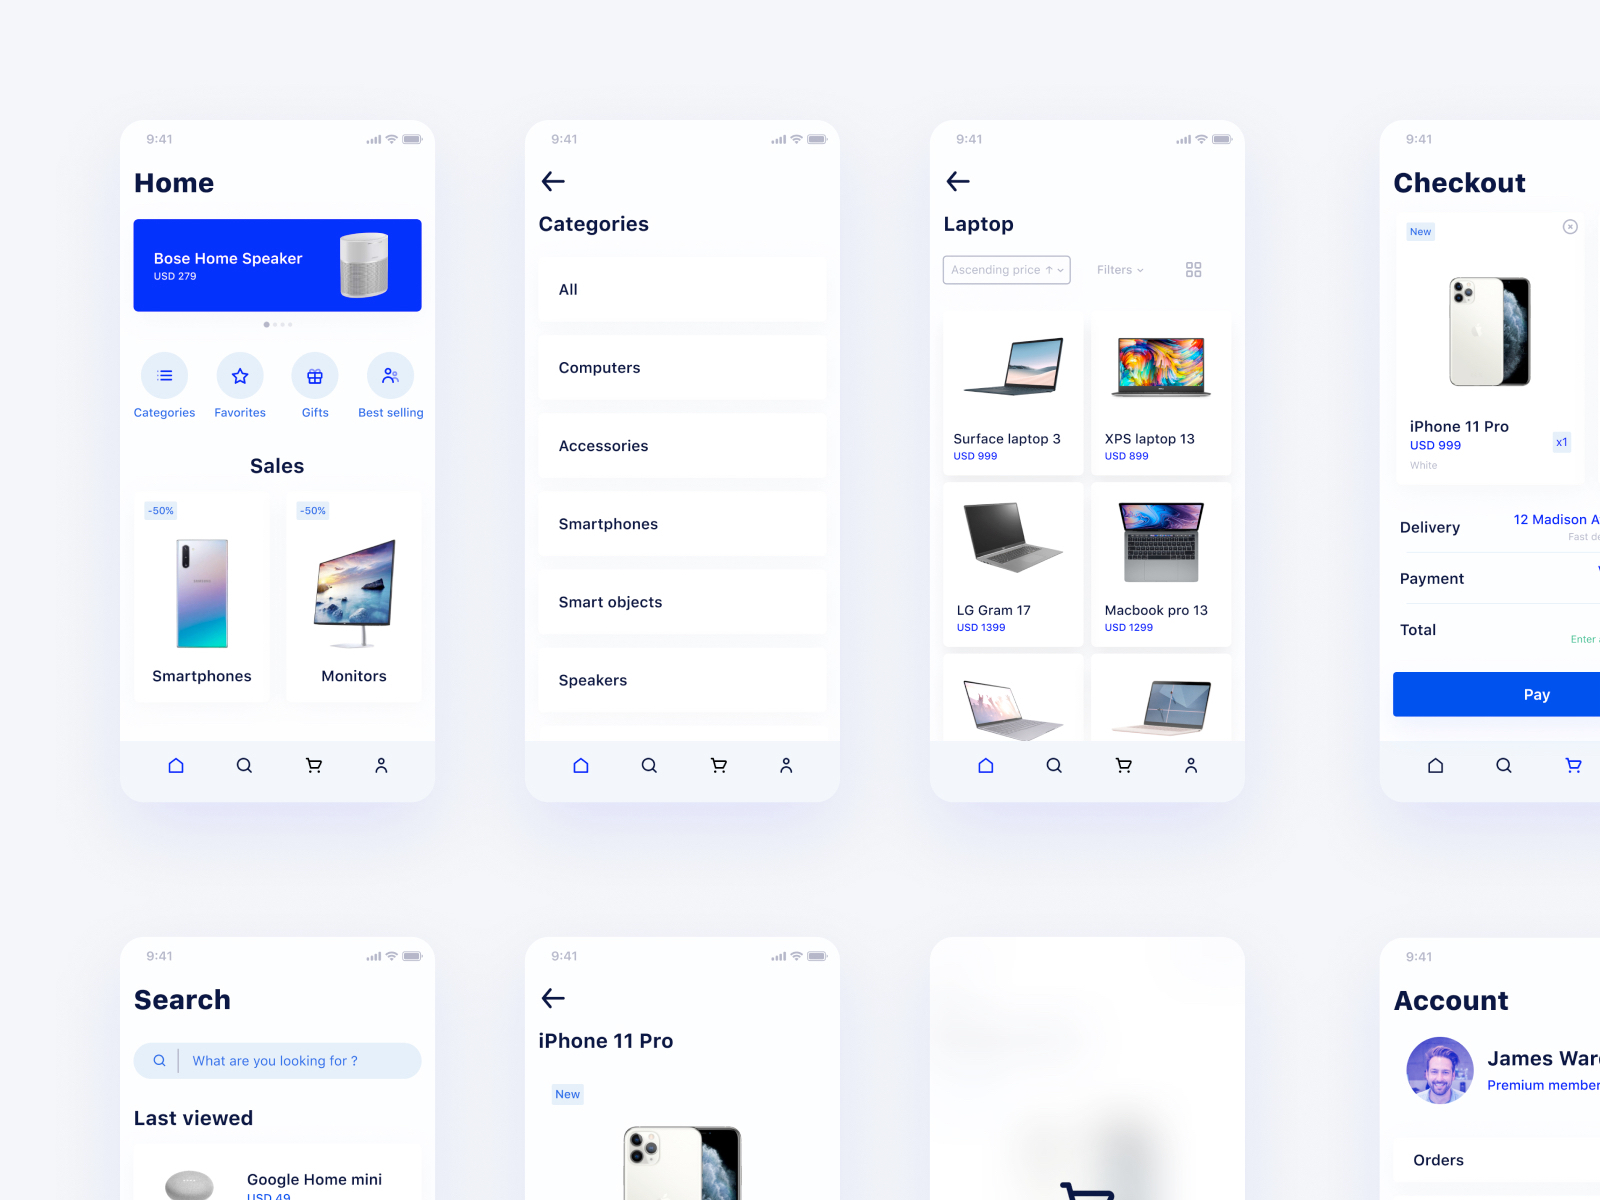 9:41
Home
Bose Home Speaker
USD 279
Categories Favorites Gifts Best selling
Sales
-50%
-50%
SAMSUNG
Smartphones
Monitors
9:41
Categories
All
Computers
Accessories
Smartphones
Smart objects
Speakers
9:41
Laptop
Ascending price
Filters
Surface laptop 3
USD 999
XPS laptop 13
USD 899
LG Gram 17
USD 1399
Macbook pro 13
USD 1299
9:41
Checkout
New
iPhone 11 Pro
USD 999
x1
White
Delivery
12 Madison A
Fast de
Payment
Total
Enter
Pay
9:41
Search
What are you looking for ?
Last viewed
Google Home mini
USD 49
9:41
iPhone 11 Pro
New
9:41
Account
James War
Premium member
Orders